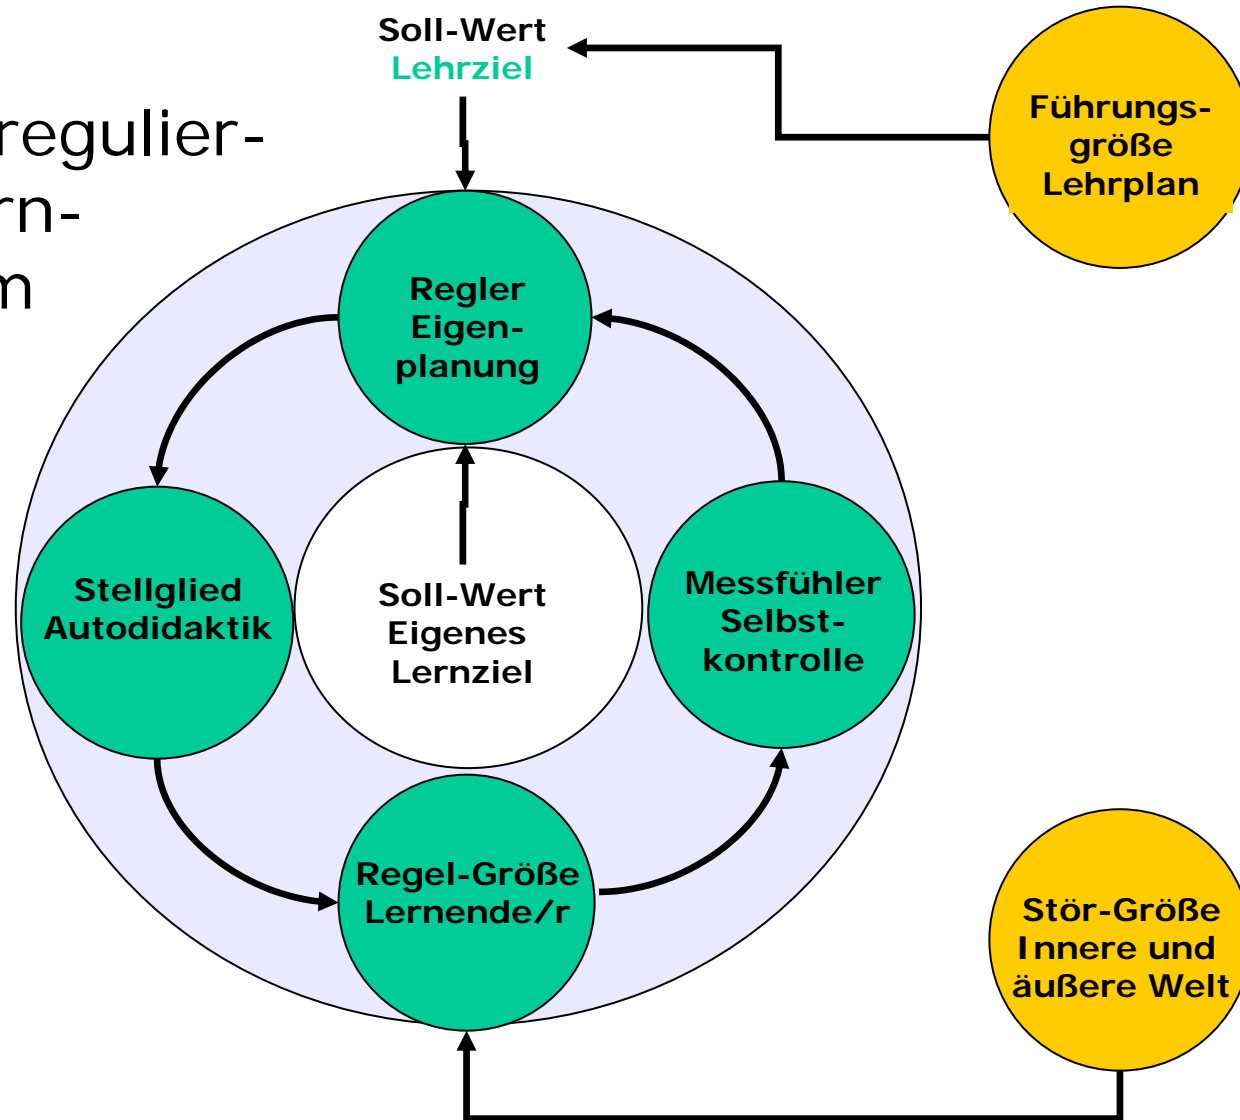 Soll-Wert
Lehrziel
regulier-
rn-
m
Führungs-
größe
Lehrplan
Regler
Eigen-
planung
Stellglied
Autodidaktik
Soll-Wert
Eigenes
Lernziel
Messfühler
Selbst-
kontrolle
Regel-Größe
Lernende/r
Stör-Größe
Innere und
äußere Welt